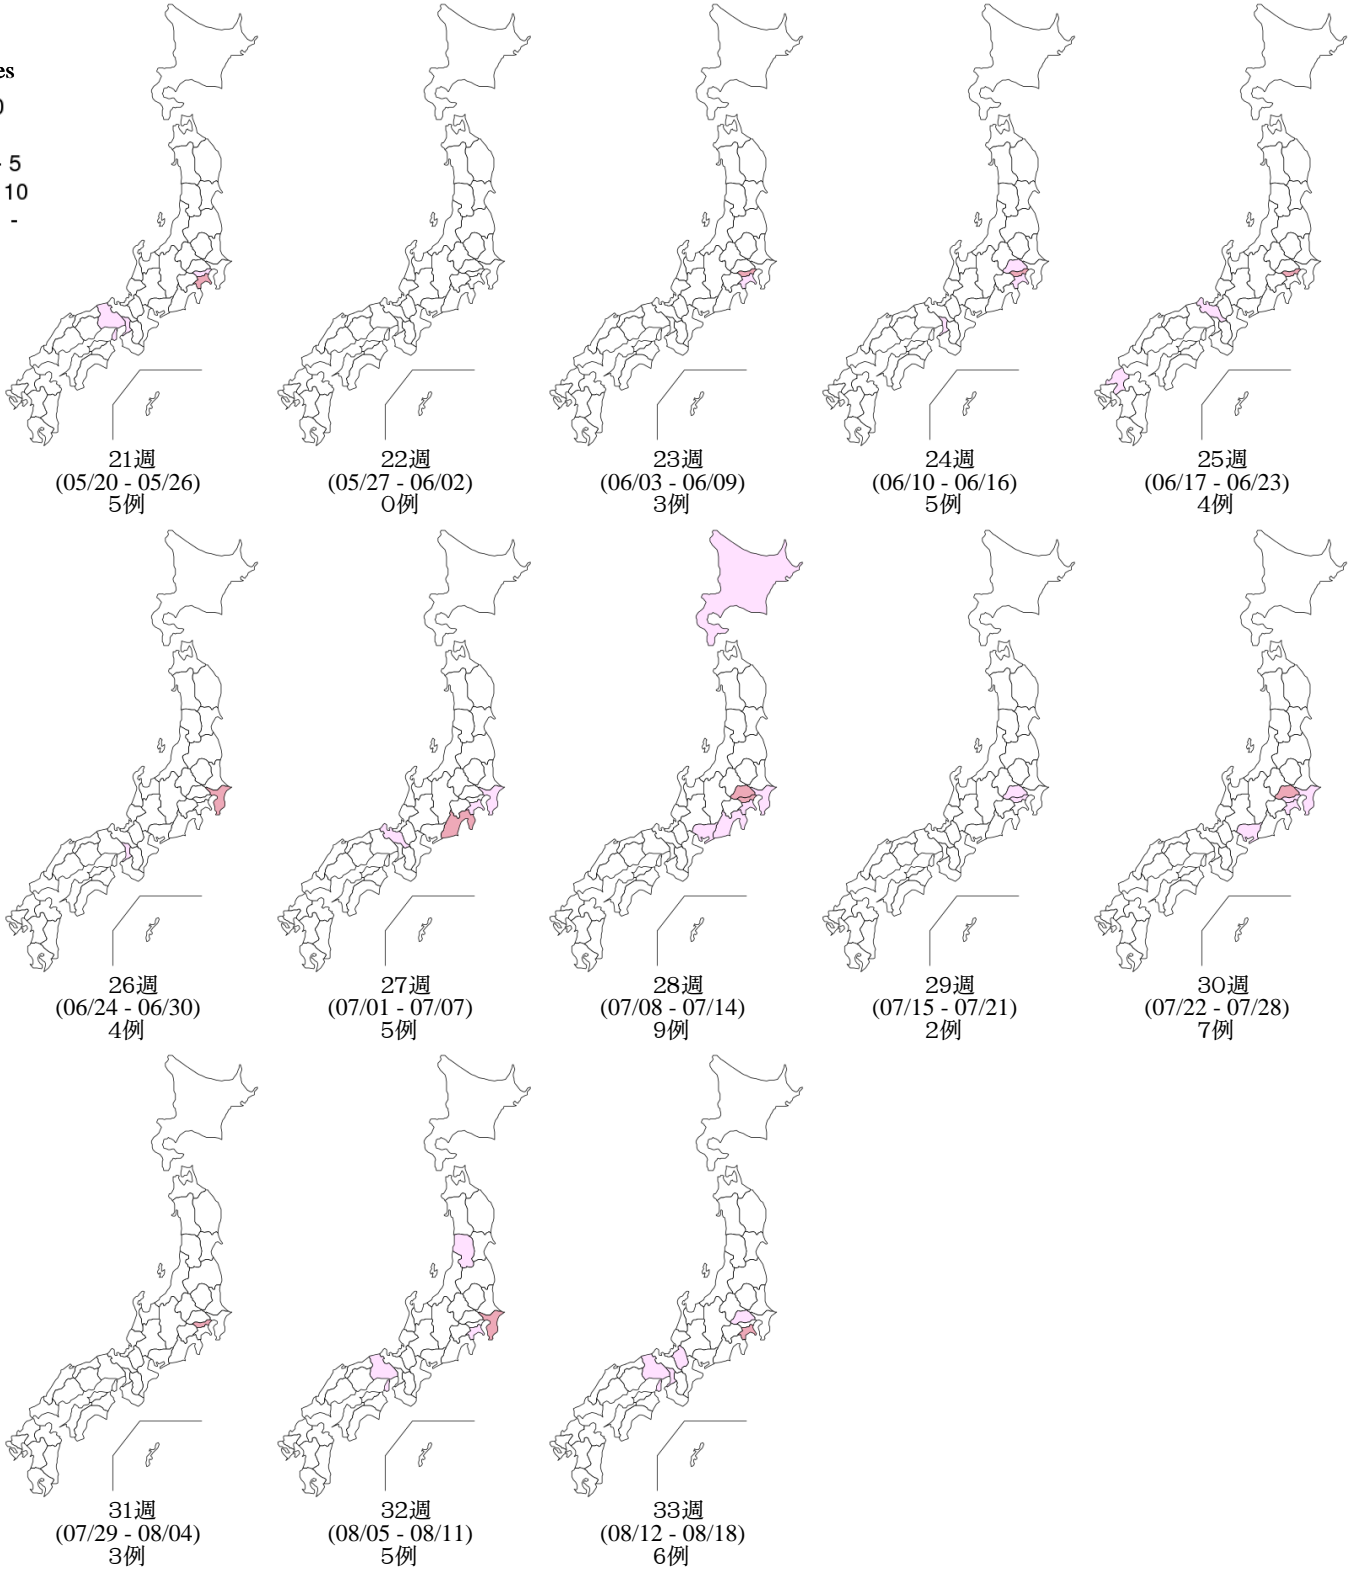 es
0
- 5
10
-
21週
(05/20 - 05/26)
5例
22週
(05/27 - 06/02)
0例
23週
(06/03 - 06/09)
3例
24週
(06/10 - 06/16)
5例
25週
(06/17 - 06/23)
4例
26週
(06/24 - 06/30)
4例
27週
(07/01 - 07/07)
5例
28週
(07/08 - 07/14)
9例
29週
(07/15 - 07/21)
2例
30週
(07/22 - 07/28)
7例
31週
(07/29 - 08/04)
3例
32週
(08/05 - 08/11)
5例
33週
(08/12 - 08/18)
6例